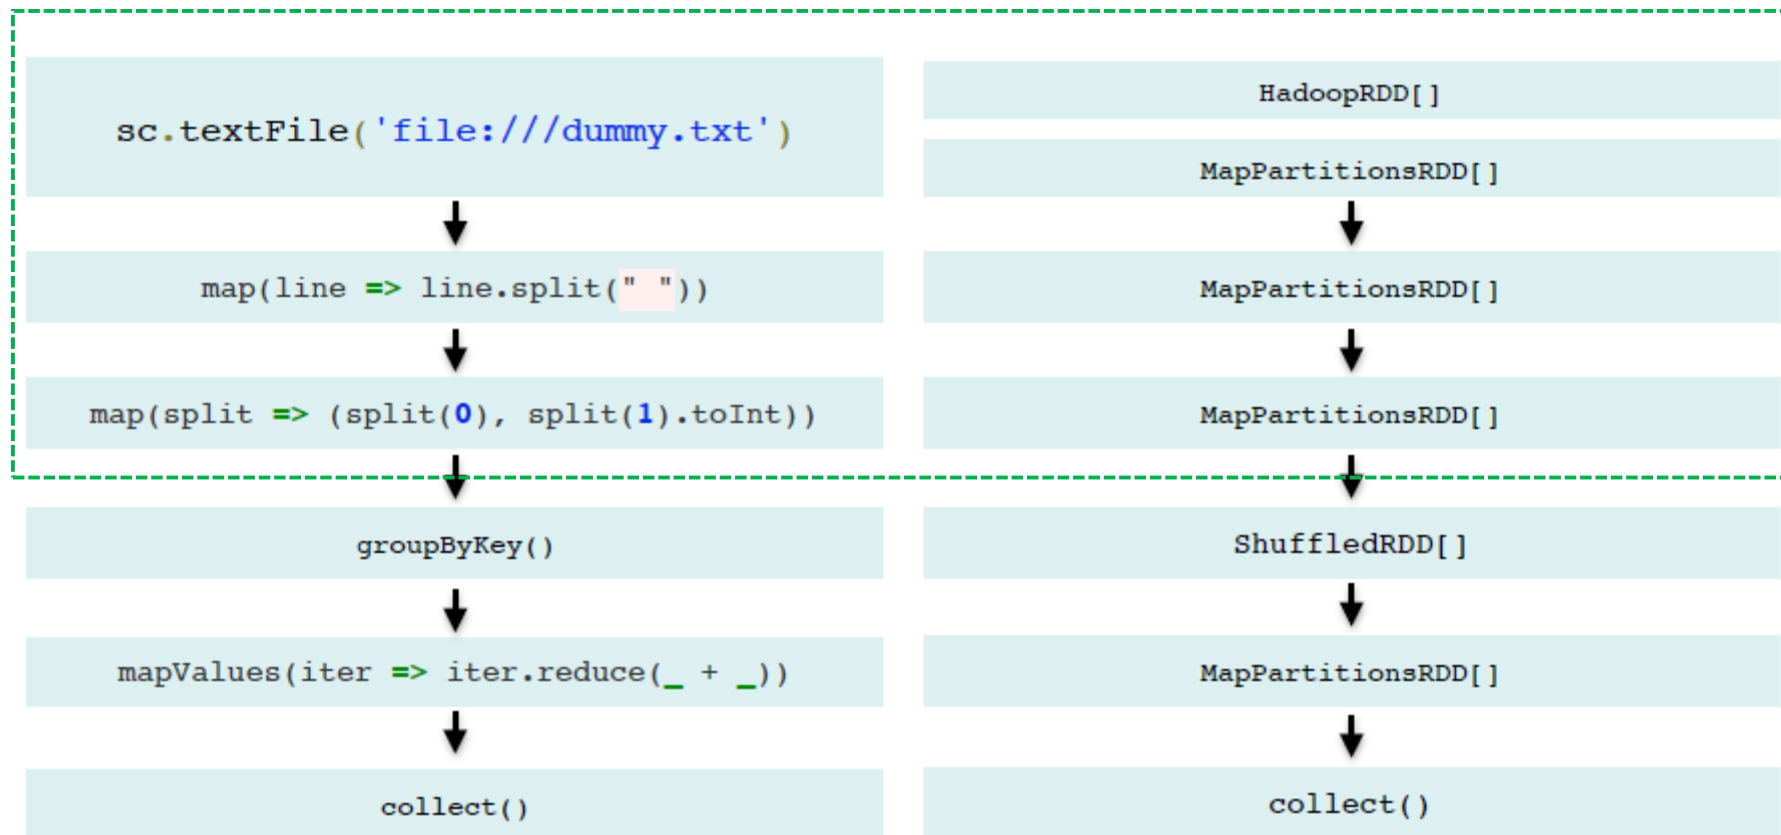 sc.textFile('file:///dummy.txt')
map(line => line.split(" "))
map(split => (split(0), split(1).toInt))
groupByKey()
mapValues(iter => iter.reduce(_ + _))
collect()
HadoopRDD[]
MapPartitionsRDD[]
MapPartitionsRDD[]
MapPartitionsRDD[]
ShuffledRDD[]
MapPartitionsRDD[]
collect()